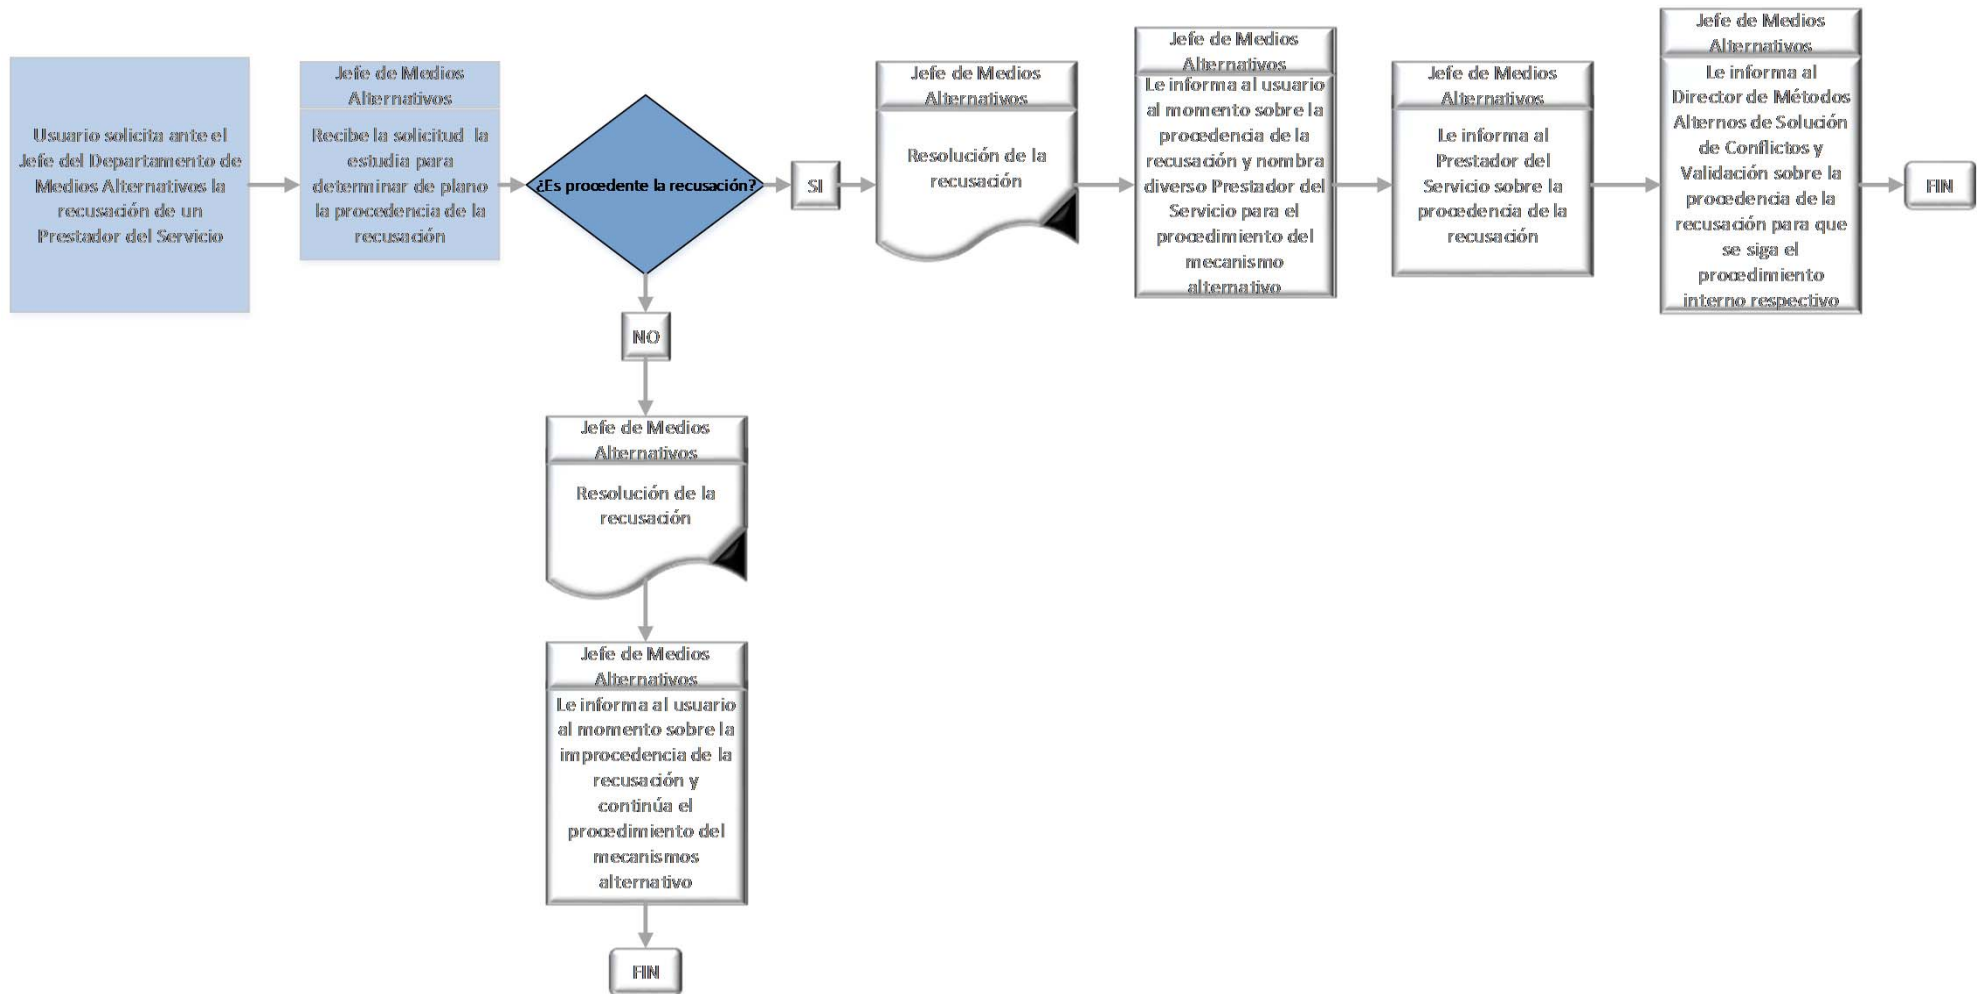 Usuario solicita ante el
Jefe del Departamento de
Medios Alternativos la
recusación de un
Prestador del Servicio
Jefe de Medios
Alternativos
Recibe la solicitud la
estudia para
determinar de plano
la procedencia de la
recusación
¿Es procedente la recusación?
SI
Jefe de Medios
Alternativos
Resolución de la
recusación
Jefe de Medios
Alternativos
Le informa al usuario
al momento sobre la
procedencia de la
recusación y nombra
diverso Prestador del
Servicio para el
procedimiento del
mecanismo
alternativo
Jefe de Medios
Alternativos
Le informa al
Prestador del
Servicio sobre la
procedencia de la
recusación
Jefe de Medios
Alternativos
Le informa al
Director de Métodos
Alternos de Solución
de Conflictos y
Validación sobre la
procedencia de la
recusación para que
se siga el
procedimiento
interno respectivo
FIN
NO
Jefe de Medios
Alternativos
Resolución de la
recusación
Jefe de Medios
Alternativos
Le informa al usuario
al momento sobre la
improcedencia de la
recusación y
continúa el
procedimiento del
mecanismos
alternativo
FIN